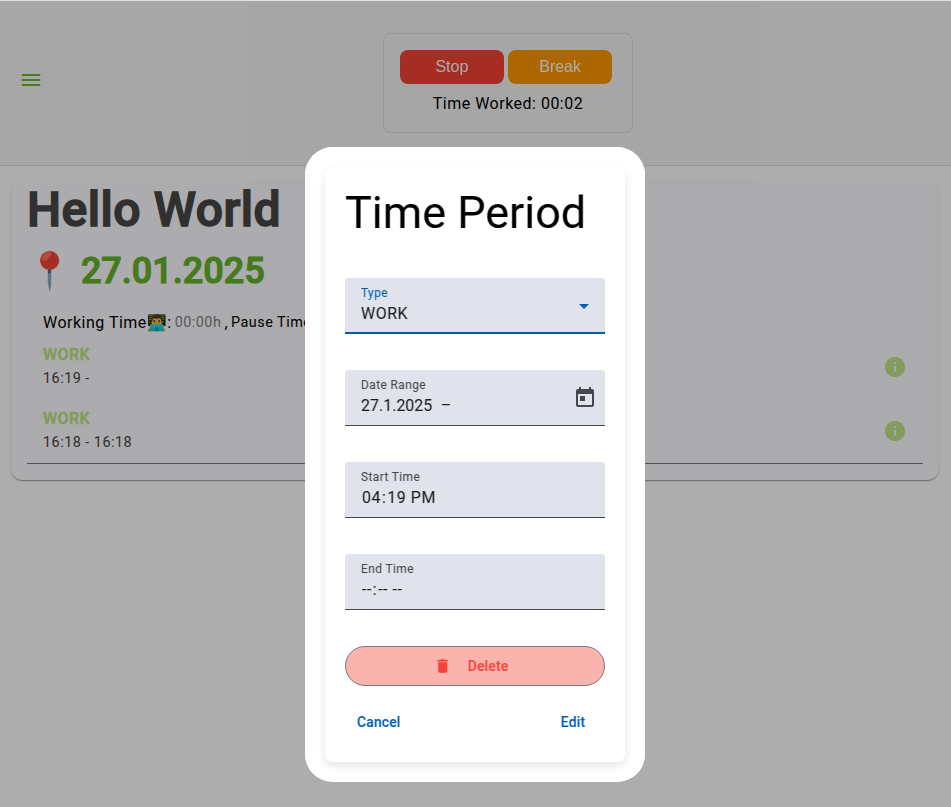 Stop Break
Time Worked: 00:02
Hello World
27.01.2025
Working Time: 00:00h , Pause Time
WORK
16:19 -
WORK
16:18 - 16:18
Time Period
Type
WORK
Date Range
27.1.2025 –
Start Time
04:19 PM
End Time
--:-- --
Delete
Cancel Edit